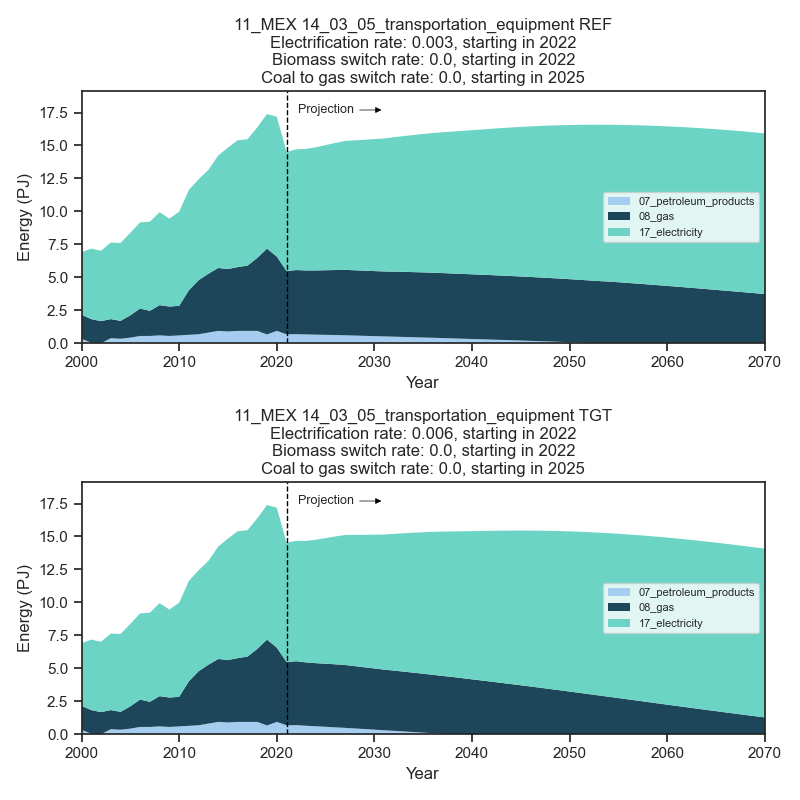 11_MEX 14_03_05_transportation_equipment REF
Electrification rate: 0.003, starting in 2022
Biomass switch rate: 0.0, starting in 2022
Coal to gas switch rate: 0.0, starting in 2025
Projection
17.5
15.0
12.5
10.0
7.5
5.0
2.5
0.0
Energy (PJ)
07_petroleum_products
08_gas
17_electricity
2000 2010 2020 2030 2040 2050 2060 2070
Year
11_MEX 14_03_05_transportation_equipment TGT
Electrification rate: 0.006, starting in 2022
Biomass switch rate: 0.0, starting in 2022
Coal to gas switch rate: 0.0, starting in 2025
Projection
17.5
15.0
12.5
10.0
7.5
5.0
2.5
0.0
Energy (PJ)
07_petroleum_products
08_gas
17_electricity
2000 2010 2020 2030 2040 2050 2060 2070
Year